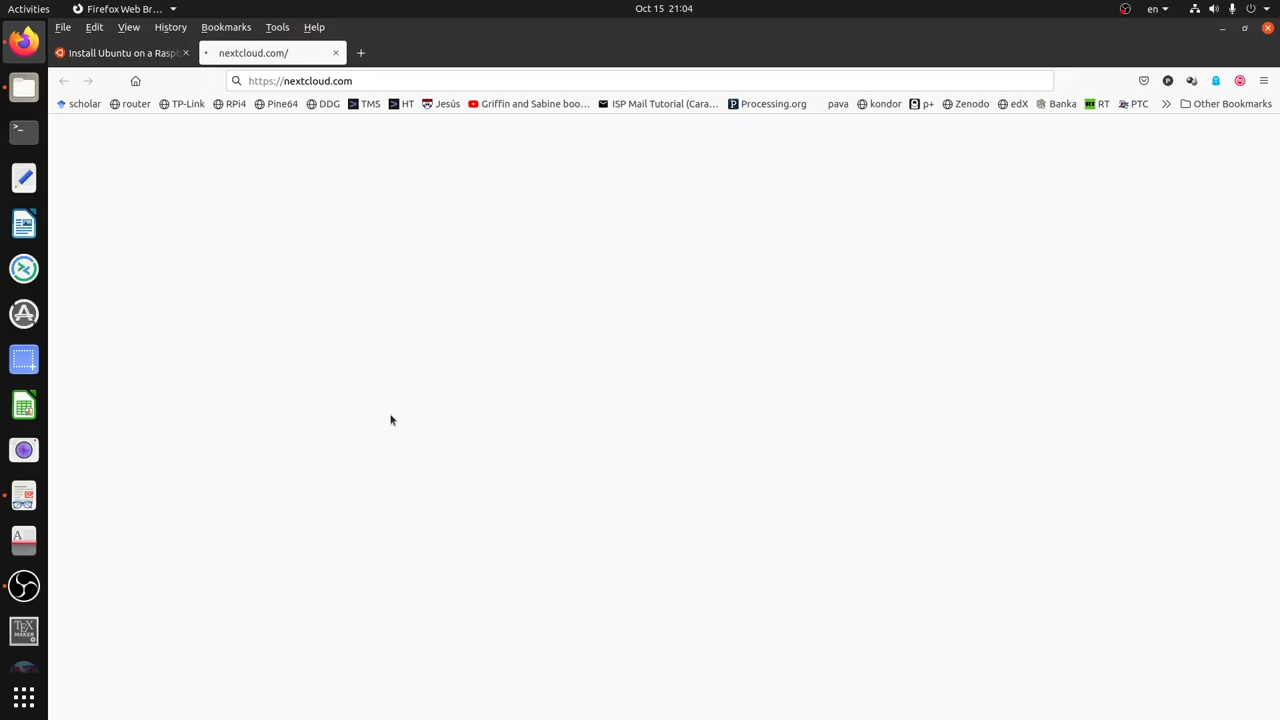 Activities
Firefox Web Br…
Oct 15 21:04
en
File
Edit
View
History
Bookmarks
Tools
Help
Install Ubuntu on a Rasp
nextcloud.com/
https://nextcloud.com
scholar
router
TP-Link
RPi4
Pine64
DDG
TMS
HT
Jesús
Griffin and Sabine boo…
ISP Mail Tutorial (Cara…
Processing.org
pava
kondor
p+
Zenodo
edX
Banka
RT
PTC
Other Bookmarks